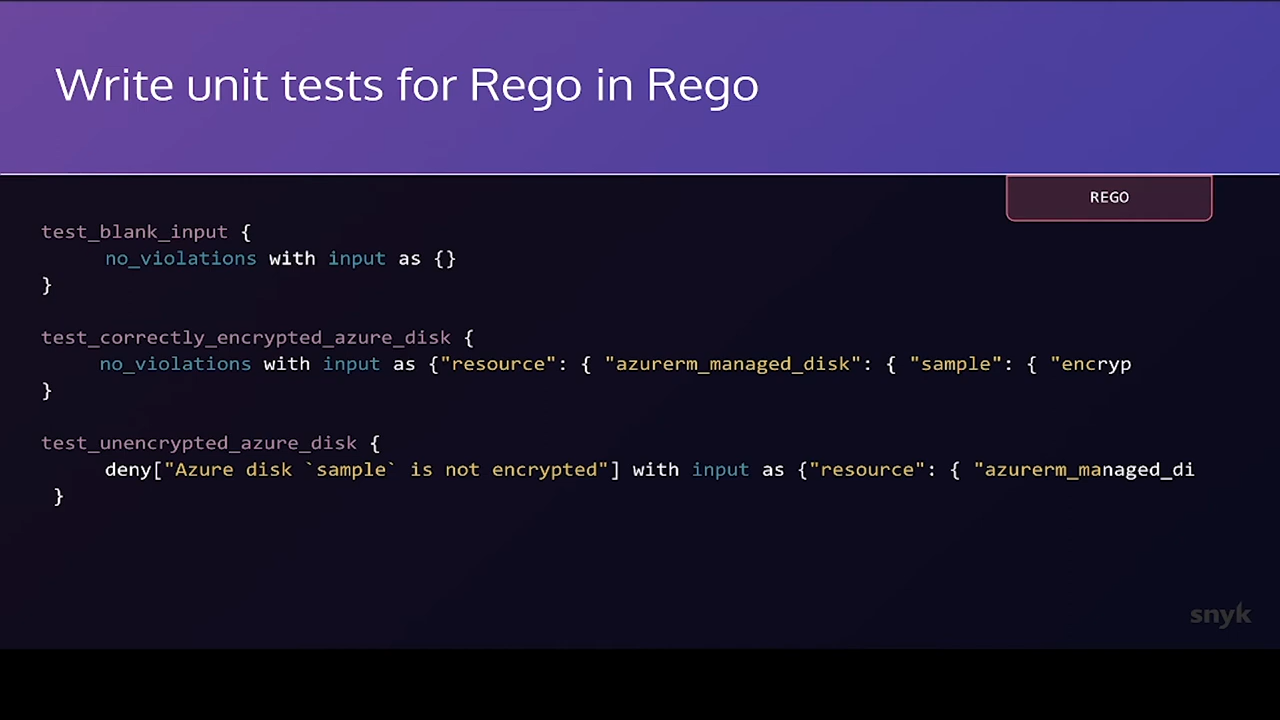 Write unit tests for Rego in Rego
REGO
test_blank_input {
no_violations with input as {}
}
test_correctly_encrypted_azure_disk {
no_violations with input as {"resource": { "azurerm_managed_disk": { "sample": { "encryp
}
test_unencrypted_azure_disk {
deny["Azure disk `sample` is not encrypted"] with input as {"resource": { "azurerm_managed_di
}
snyk